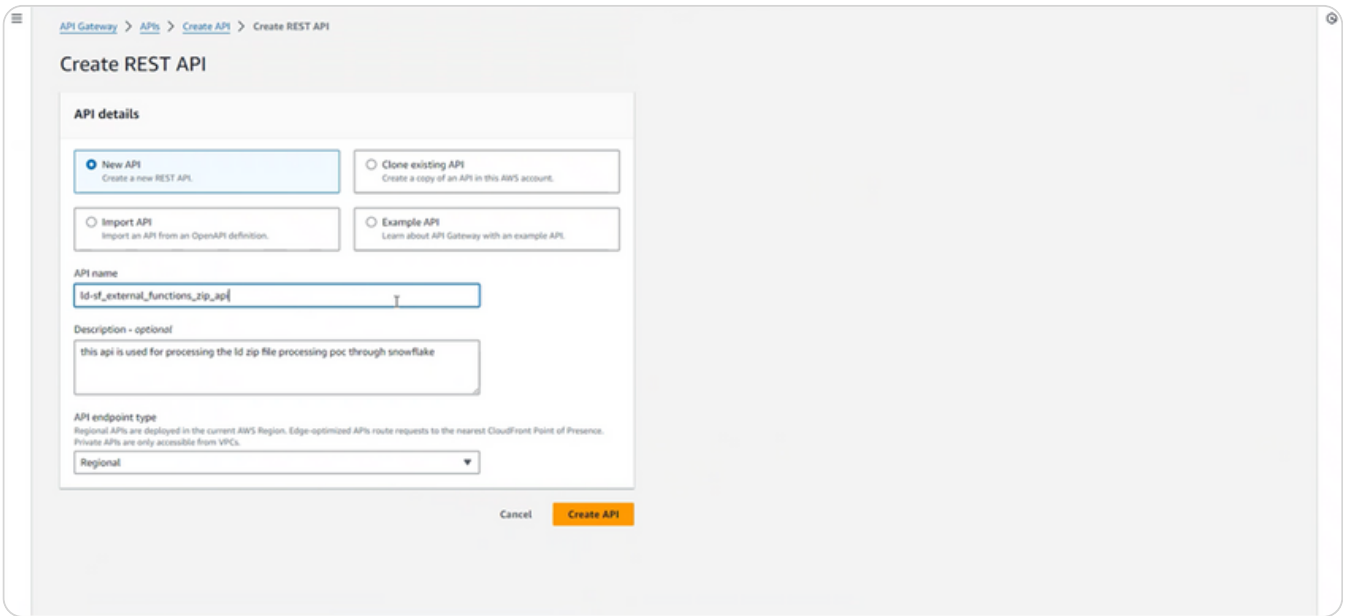 API Gateway > APIs > Create API > Create REST API
Create REST API
API details
New API
Create a new REST API.
Clone existing API
Create a copy of an API in this AWS account.
Import API
Import an API from an OpenAPI definition.
Example API
Learn about API Gateway with an example API.
API name
ld-sf_external_functions_zip_api
Description - optional
this api is used for processing the ld zip file processing poc through snowflake
API endpoint type
Regional APIs are deployed in the current AWS Region. Edge-optimized APIs route requests to the nearest CloudFront Point of Presence.
Private APIs are only accessible from VPCs.
Regional
Cancel
Create API